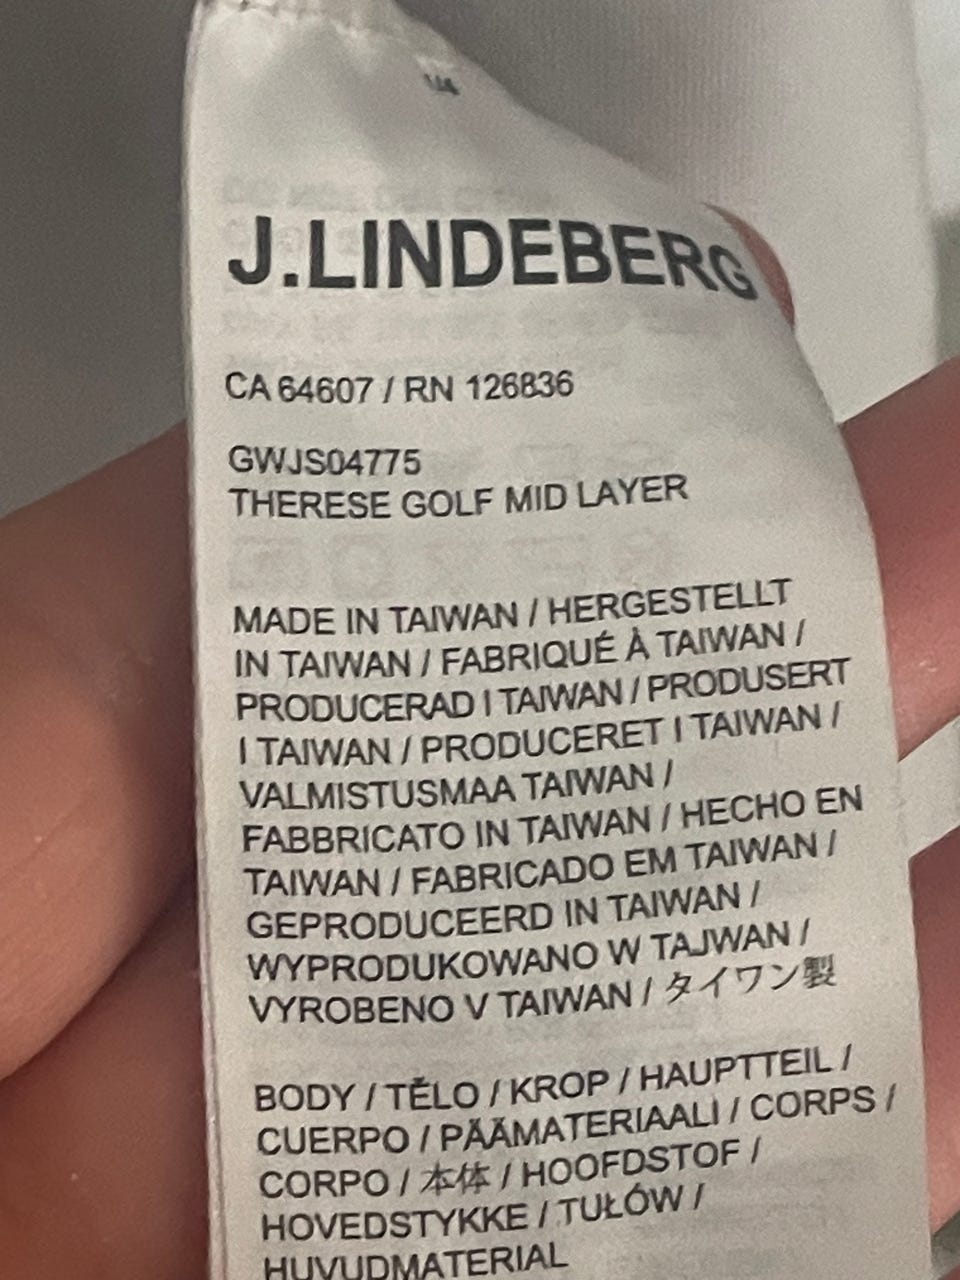 1/4
J.LINDEBERG
CA 64607 / RN 126836
GWJS04775
THERESE GOLF MID LAYER
MADE IN TAIWAN / HERGESTELLT
IN TAIWAN / FABRIQUÉ À TAIWAN /
PRODUCERAD I TAIWAN / PRODUSERT
I TAIWAN / PRODUCERET I TAIWAN /
VALMISTUSMAA TAIWAN /
FABBRICATO IN TAIWAN / HECHO EN
TAIWAN / FABRICADO EM TAIWAN /
GEPRODUCEERD IN TAIWAN /
WYPRODUKOWANO W TAJWAN /
VYROBENO V TAIWAN / タイワン製
BODY / TĚLO / KROP / HAUPTTEIL /
CUERPO / PÄÄMATERIAALI / CORPS /
CORPO / 本体 / HOOFDSTOF /
HOVEDSTYKKE / TUŁÓW /
HUVUDMATERIAL